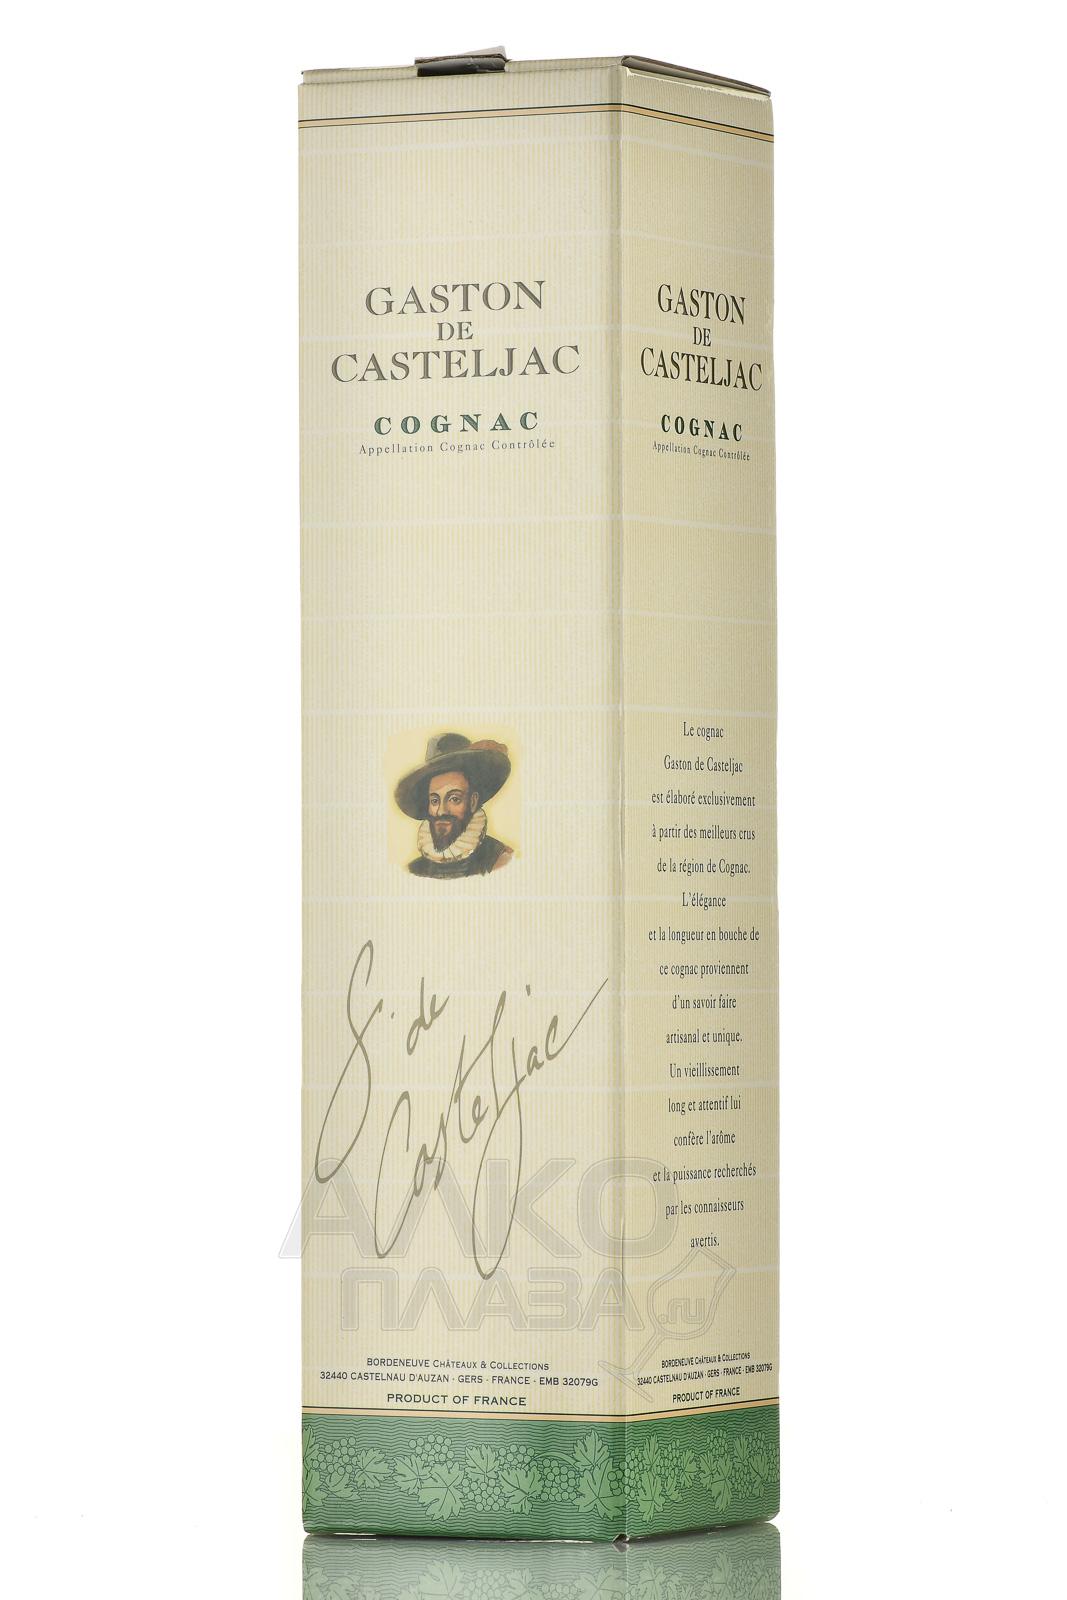 GASTON
DE
CASTELJAC
COGNAC
Appellation Cognac Contrôlée
G. de
Casteljac
BORDENEUVE CHÂTEAUX & COLLECTIONS
32440 CASTELNAU D'AUZAN - GERS - FRANCE - EMB 32079G
PRODUCT OF FRANCE
GASTON
DE
CASTELJAC
COGNAC
Appellation Cognac Contrôlée
Le cognac
Gaston de Casteljac
est élaboré exclusivement
à partir des meilleurs crus
de la région de Cognac.
L'élégance
et la longueur en bouche de
ce cognac proviennent
d'un savoir faire
artisanal et unique.
Un vieillissement
long et attentif lui
confère l'arôme
et la puissance recherchés
par les connaisseurs
avertis.
BORDENEUVE CHÂTEAUX & COLLECTIONS
32440 CASTELNAU D'AUZAN - GERS - FRANCE - EMB 32079G
PRODUCT OF FRANCE
АЛКО
ПЛАЗА.ru